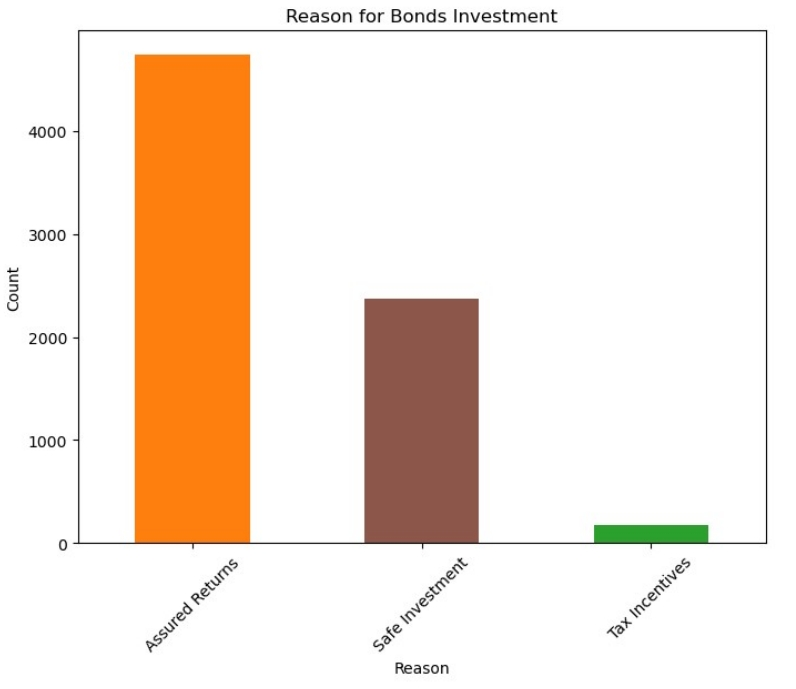 Reason for Bonds Investment
Count
4000
3000
2000
1000
0
Assured Returns
Safe Investment
Tax Incentives
Reason